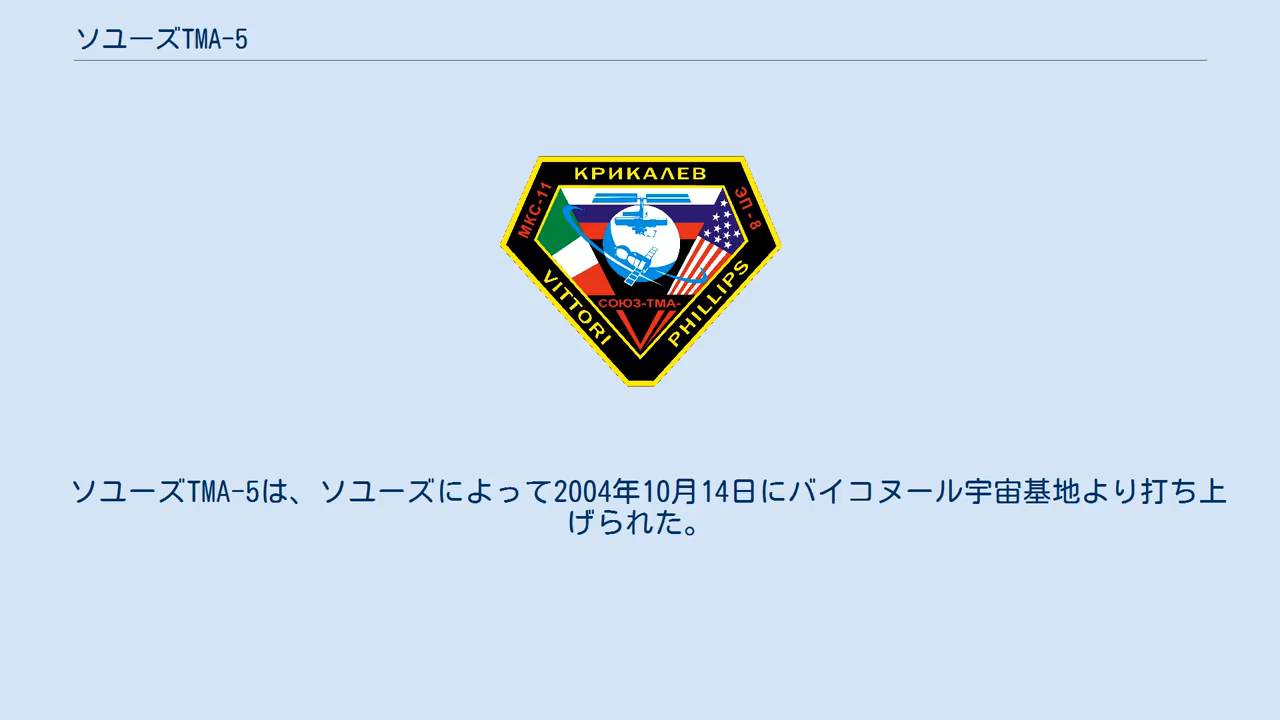 ソユーズTMA-5
КРИКАЛЕВ
МКС-11
ЭП-8
СОЮЗ-ТМА-
VITTORI
PHILLIPS
ソユーズTMA-5は、ソユーズによって2004年10月14日にバイコヌール宇宙基地より打ち上
げられた。